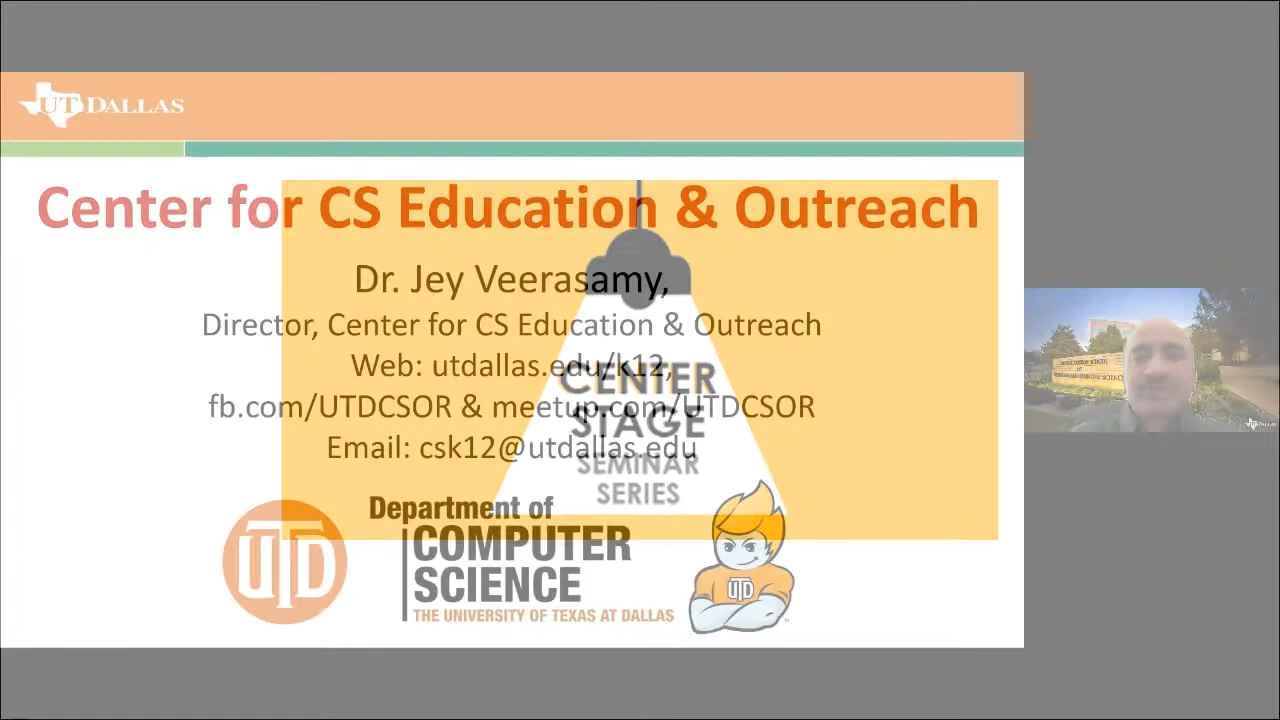 UT DALLAS
Center for CS Education & Outreach
Dr. Jey Veerasamy,
Director, Center for CS Education & Outreach
Web: utdallas.edu/k12,
fb.com/UTDCSOR & meetup.com/UTDCSOR
Email: csk12@utdallas.edu
CENTER
STAGE
SEMINAR
SERIES
UTD
Department of
COMPUTER
SCIENCE
THE UNIVERSITY OF TEXAS AT DALLAS
UTD